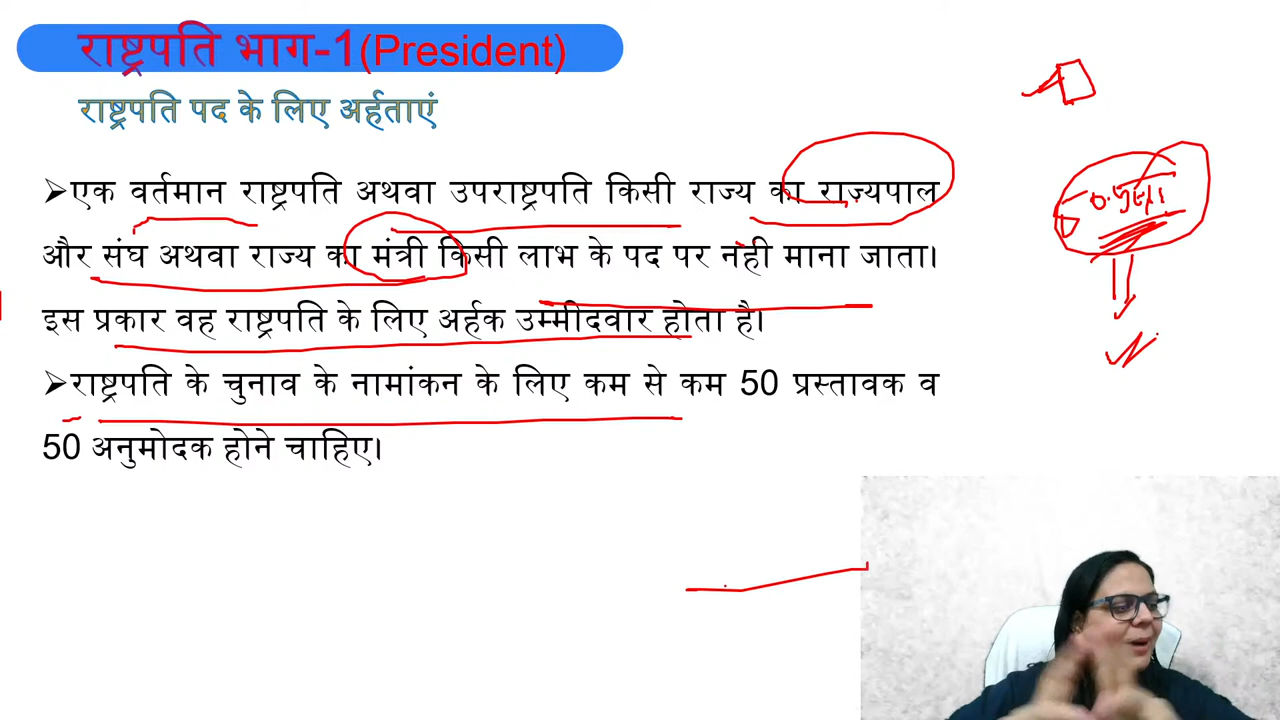 राष्ट्रपति भाग-1(President)
राष्ट्रपति पद के लिए अर्हताएं
➢एक वर्तमान राष्ट्रपति अथवा उपराष्ट्रपति किसी राज्य का राज्यपाल
और संघ अथवा राज्य का मंत्री किसी लाभ के पद पर नही माना जाता।
इस प्रकार वह राष्ट्रपति के लिए अर्हक उम्मीदवार होता है।
➢राष्ट्रपति के चुनाव के नामांकन के लिए कम से कम 50 प्रस्तावक व
50 अनुमोदक होने चाहिए।